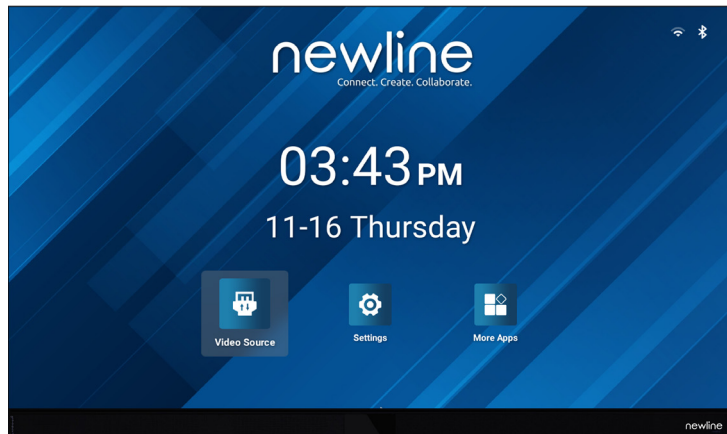 newline
Connect. Create. Collaborate.
03:43 PM
11-16 Thursday
Video Source
Settings
More Apps
newline